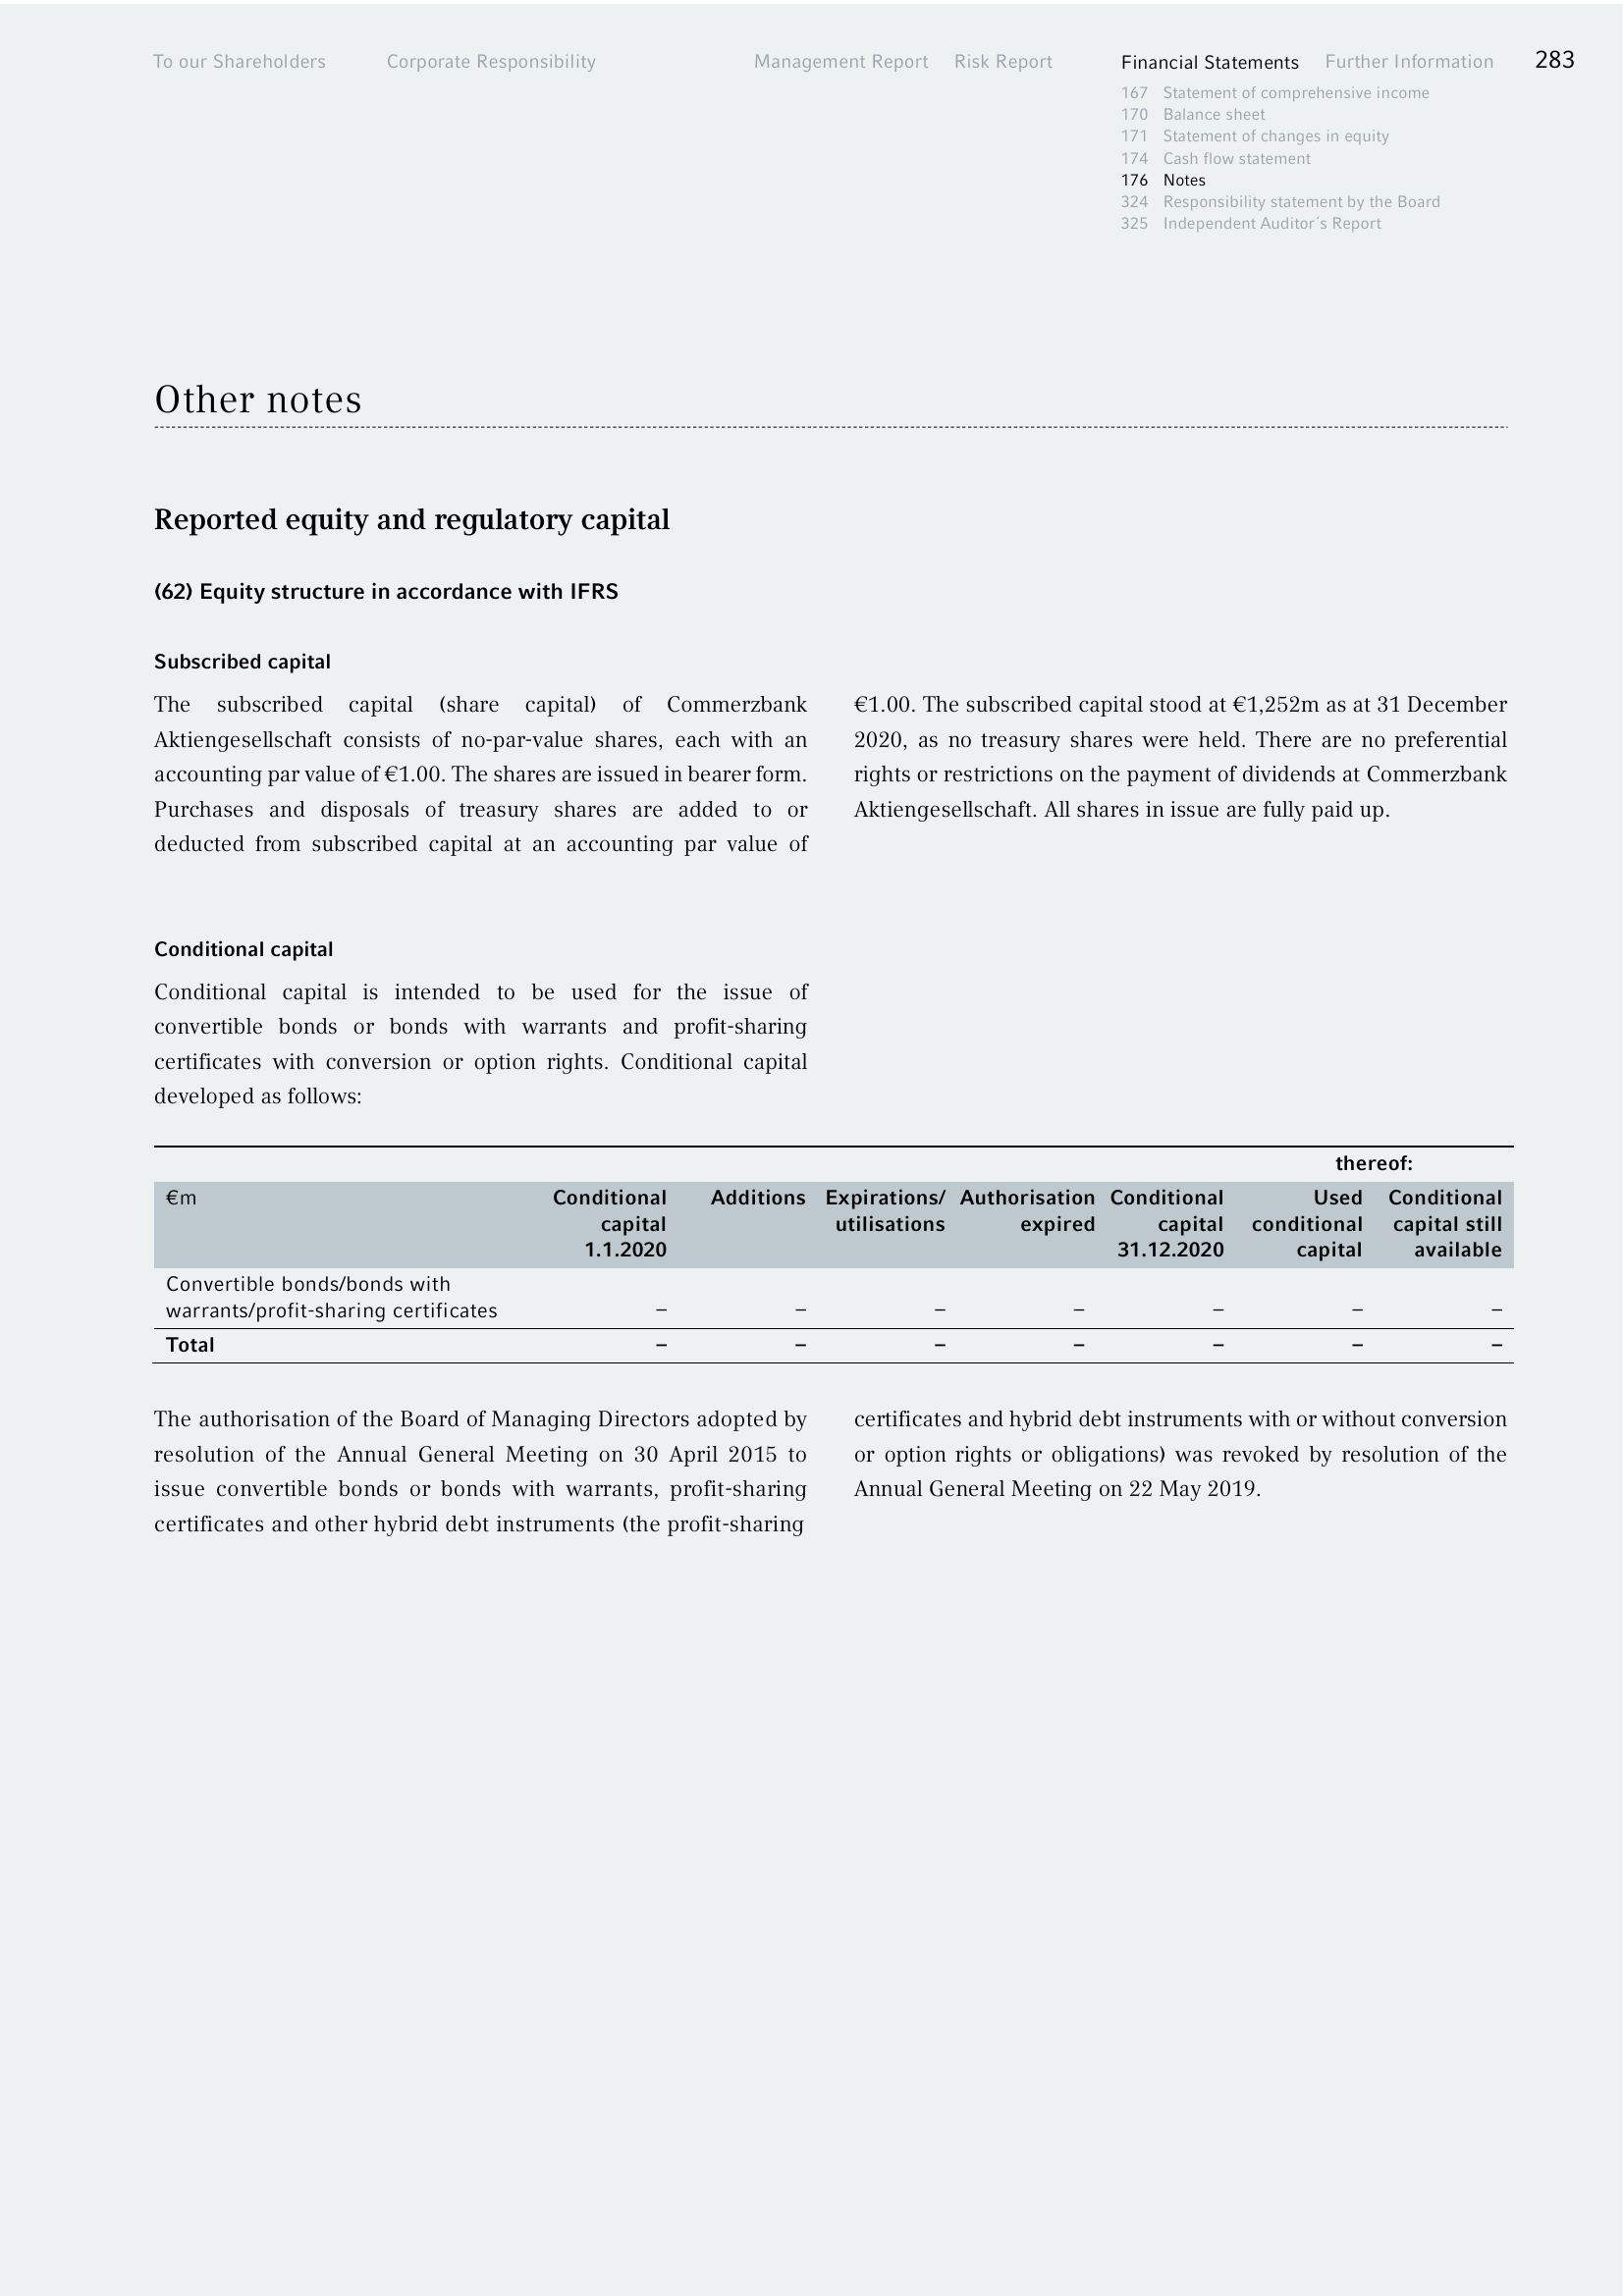 To our Shareholders Corporate Responsibility Management Report Risk Report Financial Statements Further Information 283
167 Statement of comprehensive income
170 Balance sheet
171 Statement of changes in equity
174 Cash flow statement
176 Notes
324 Responsibility statement by the Board
325 Independent Auditor´s Report
Other notes
Reported equity and regulatory capital
(62) Equity structure in accordance with IFRS
Subscribed capital
The subscribed capital (share capital) of Commerzbank
Aktiengesellschaft consists of no-par-value shares, each with an
accounting par value of €1.00. The shares are issued in bearer form.
Purchases and disposals of treasury shares are added to or
deducted from subscribed capital at an accounting par value of
€1.00. The subscribed capital stood at €1,252m as at 31 December
2020, as no treasury shares were held. There are no preferential
rights or restrictions on the payment of dividends at Commerzbank
Aktiengesellschaft. All shares in issue are fully paid up.
Conditional capital
Conditional capital is intended to be used for the issue of
convertible bonds or bonds with warrants and profit-sharing
certificates with conversion or option rights. Conditional capital
developed as follows:
thereof:
€m Conditional Additions Expirations/ Authorisation Conditional Used Conditional
capital utilisations expired capital conditional capital still
1.1.2020 31.12.2020 capital available
Convertible bonds/bonds with
warrants/profit-sharing certificates – – – – – – –
Total – – – – – – –
The authorisation of the Board of Managing Directors adopted by
resolution of the Annual General Meeting on 30 April 2015 to
issue convertible bonds or bonds with warrants, profit-sharing
certificates and other hybrid debt instruments (the profit-sharing
certificates and hybrid debt instruments with or without conversion
or option rights or obligations) was revoked by resolution of the
Annual General Meeting on 22 May 2019.